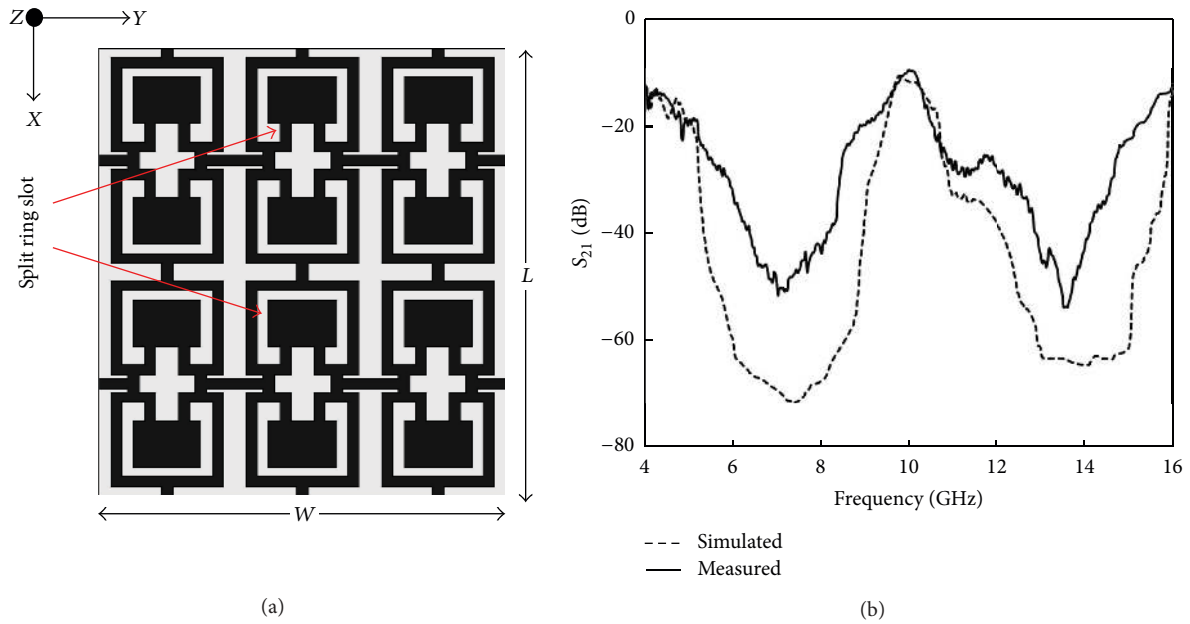 Z
Y
X
Split ring slot
L
W
(a)
0
−20
−40
−60
−80
S21 (dB)
4
6
8
10
12
14
16
Frequency (GHz)
Simulated
Measured
(b)